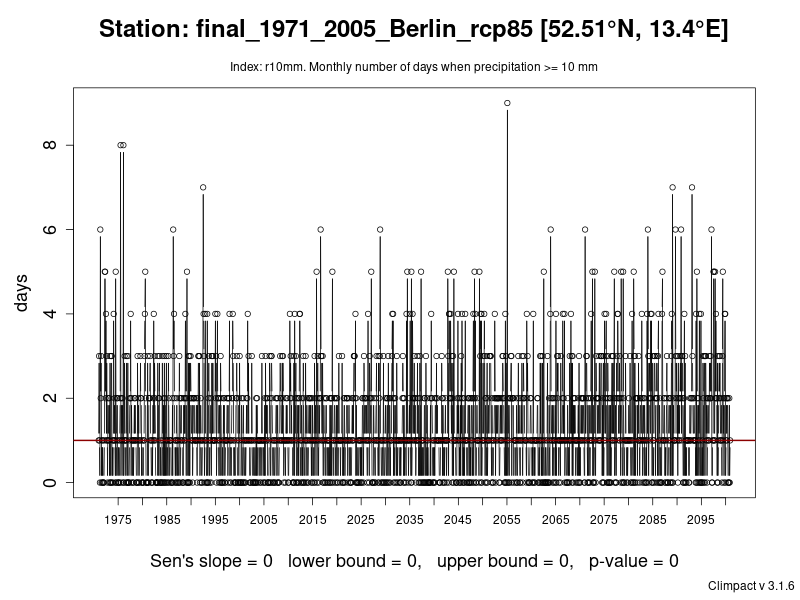 Station: final_1971_2005_Berlin_rcp85 [52.51°N, 13.4°E]
Index: r10mm. Monthly number of days when precipitation >= 10 mm
8
6
4
2
0
days
1975 1985 1995 2005 2015 2025 2035 2045 2055 2065 2075 2085 2095
Sen's slope = 0 lower bound = 0, upper bound = 0, p-value = 0
Climpact v 3.1.6